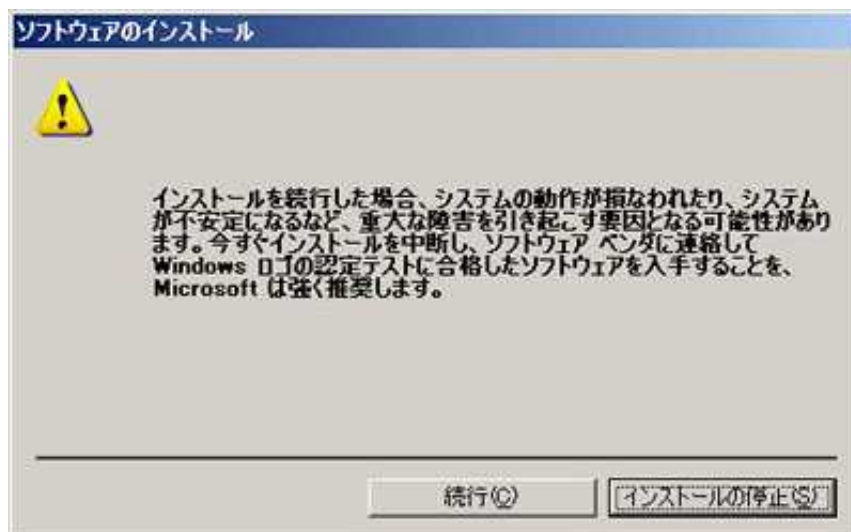 ソフトウェアのインストール
インストールを続行した場合、システムの動作が損なわれたり、システム
が不安定になるなど、重大な障害を引き起こす要因となる可能性があり
ます。今すぐインストールを中断し、ソフトウェア ベンダに連絡して
Windows ロゴの認定テストに合格したソフトウェアを入手することを、
Microsoft は強く推奨します。
続行(C)
インストールの停止(S)